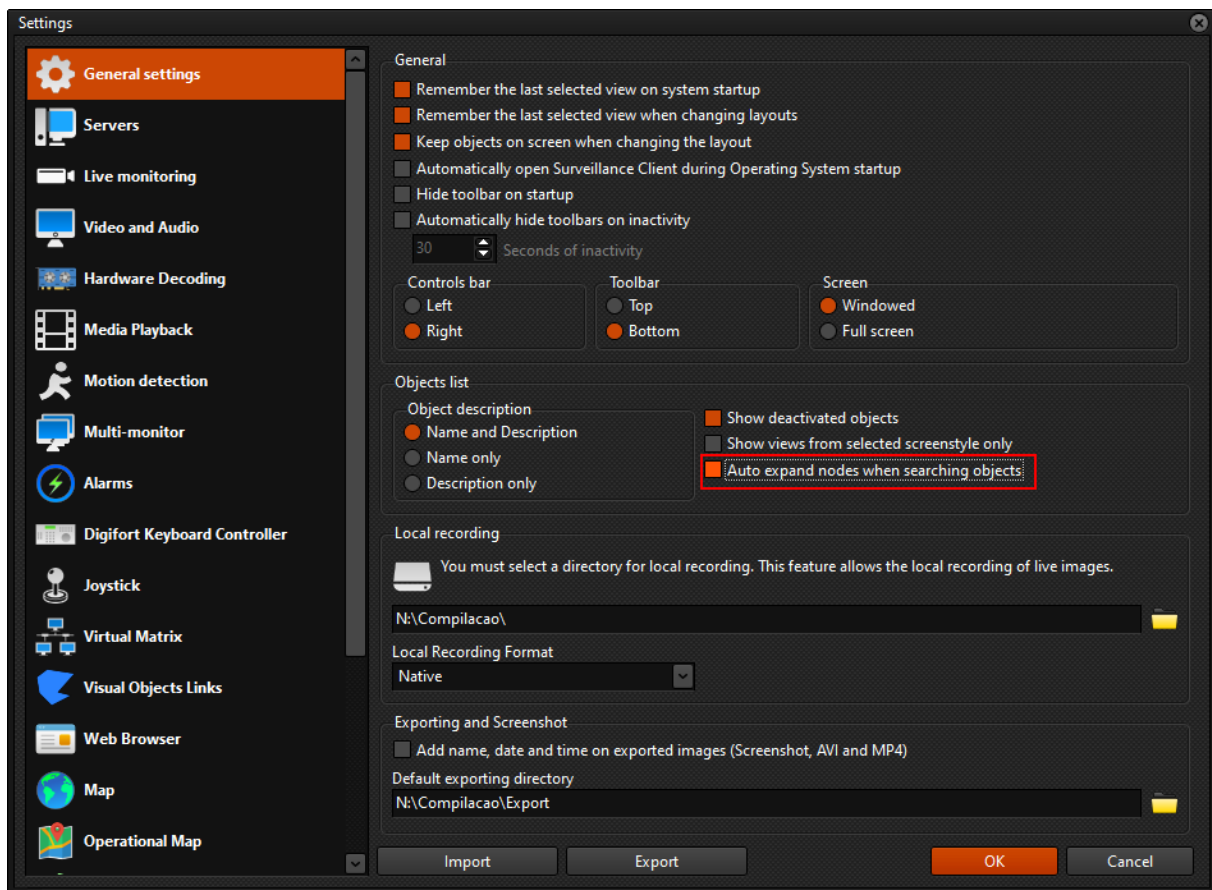 Settings
General settings
Servers
Live monitoring
Video and Audio
Hardware Decoding
Media Playback
Motion detection
Multi-monitor
Alarms
Digifort Keyboard Controller
Joystick
Virtual Matrix
Visual Objects Links
Web Browser
Map
Operational Map
General
Remember the last selected view on system startup
Remember the last selected view when changing layouts
Keep objects on screen when changing the layout
Automatically open Surveillance Client during Operating System startup
Hide toolbar on startup
Automatically hide toolbars on inactivity
30 Seconds of inactivity
Controls bar
Left
Right
Toolbar
Top
Bottom
Screen
Windowed
Full screen
Objects list
Object description
Name and Description
Name only
Description only
Show deactivated objects
Show views from selected screenstyle only
Auto expand nodes when searching objects
Local recording
You must select a directory for local recording. This feature allows the local recording of live images.
N:\Compilacao\
Local Recording Format
Native
Exporting and Screenshot
Add name, date and time on exported images (Screenshot, AVI and MP4)
Default exporting directory
N:\Compilacao\Export
Import Export OK Cancel